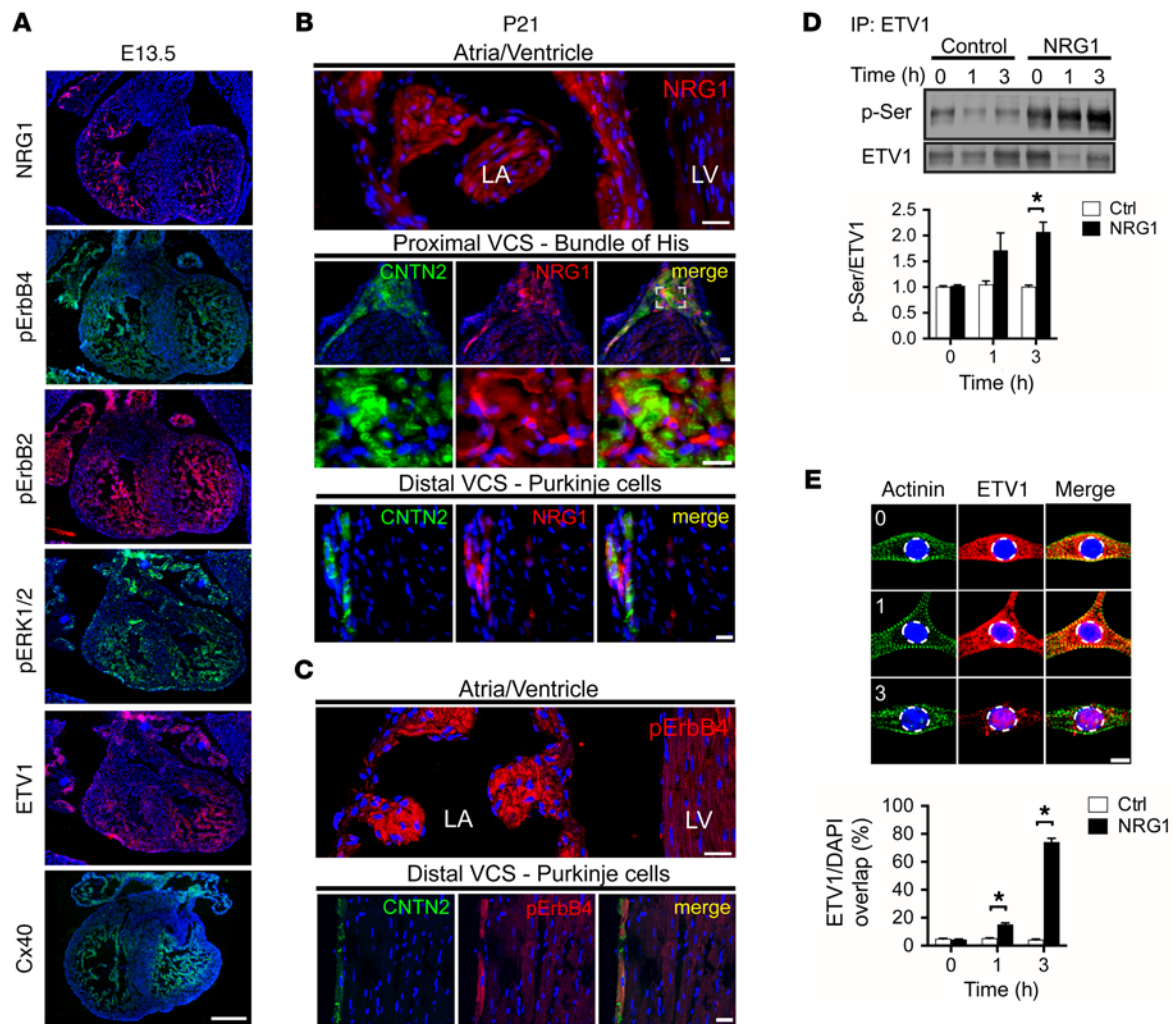 A
E13.5
NRG1
pErbB4
pErbB2
pERK1/2
ETV1
Cx40
B
P21
Atria/Ventricle
NRG1
LA
LV
Proximal VCS - Bundle of His
CNTN2 NRG1 merge
Distal VCS - Purkinje cells
CNTN2 NRG1 merge
C
Atria/Ventricle
pErbB4
LA
LV
Distal VCS - Purkinje cells
CNTN2 pErbB4 merge
D
IP: ETV1
Control NRG1
Time (h) 0 1 3 0 1 3
p-Ser
ETV1
p-Ser/ETV1
2.5
2.0
1.5
1.0
0.5
0.0
*
Ctrl
NRG1
0 1 3
Time (h)
E
Actinin ETV1 Merge
0
1
3
ETV1/DAPI
overlap (%)
100
80
60
40
20
0
*
*
Ctrl
NRG1
0 1 3
Time (h)